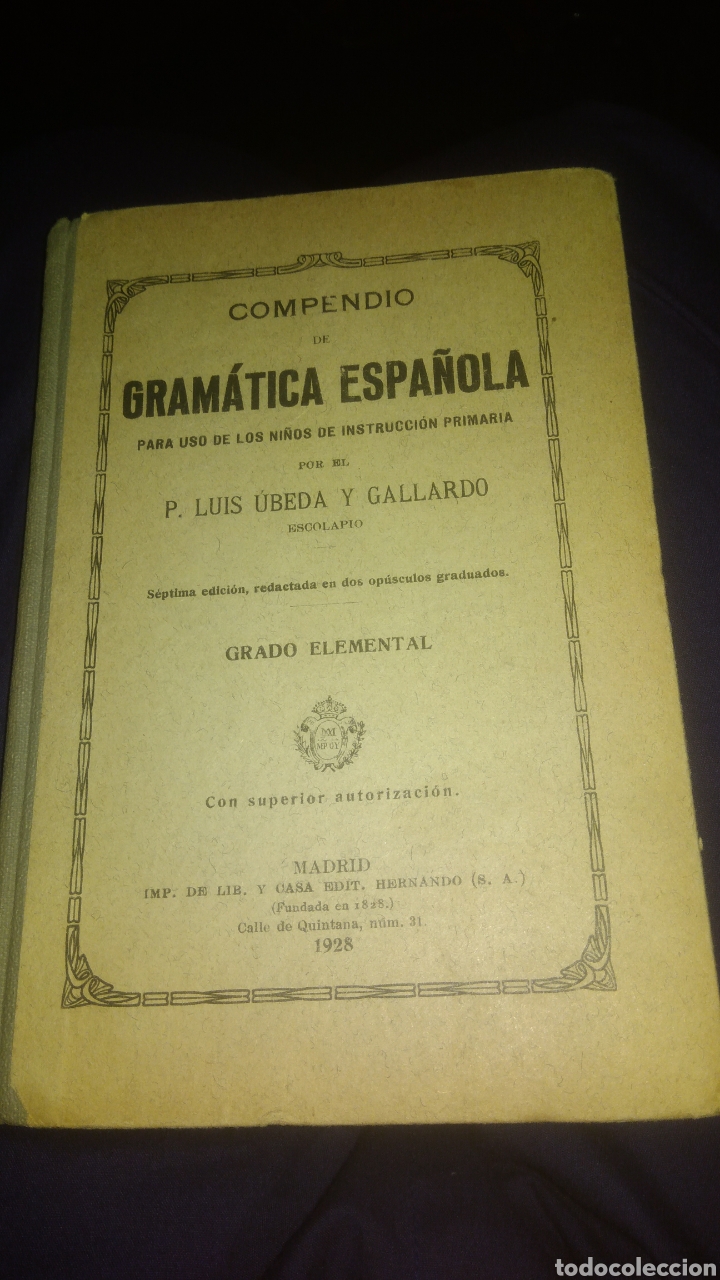 COMPENDIO
DE
GRAMÁTICA ESPAÑOLA
PARA USO DE LOS NIÑOS DE INSTRUCCIÓN PRIMARIA
POR EL
P. LUIS ÚBEDA Y GALLARDO
ESCOLAPIO
Séptima edición, redactada en dos opúsculos graduados.
GRADO ELEMENTAL
Con superior autorización.
MADRID
IMP. DE LIB. Y CASA EDIT. HERNANDO (S. A.)
(Fundada en 1828.)
Calle de Quintana, núm. 31.
1928
todocoleccion